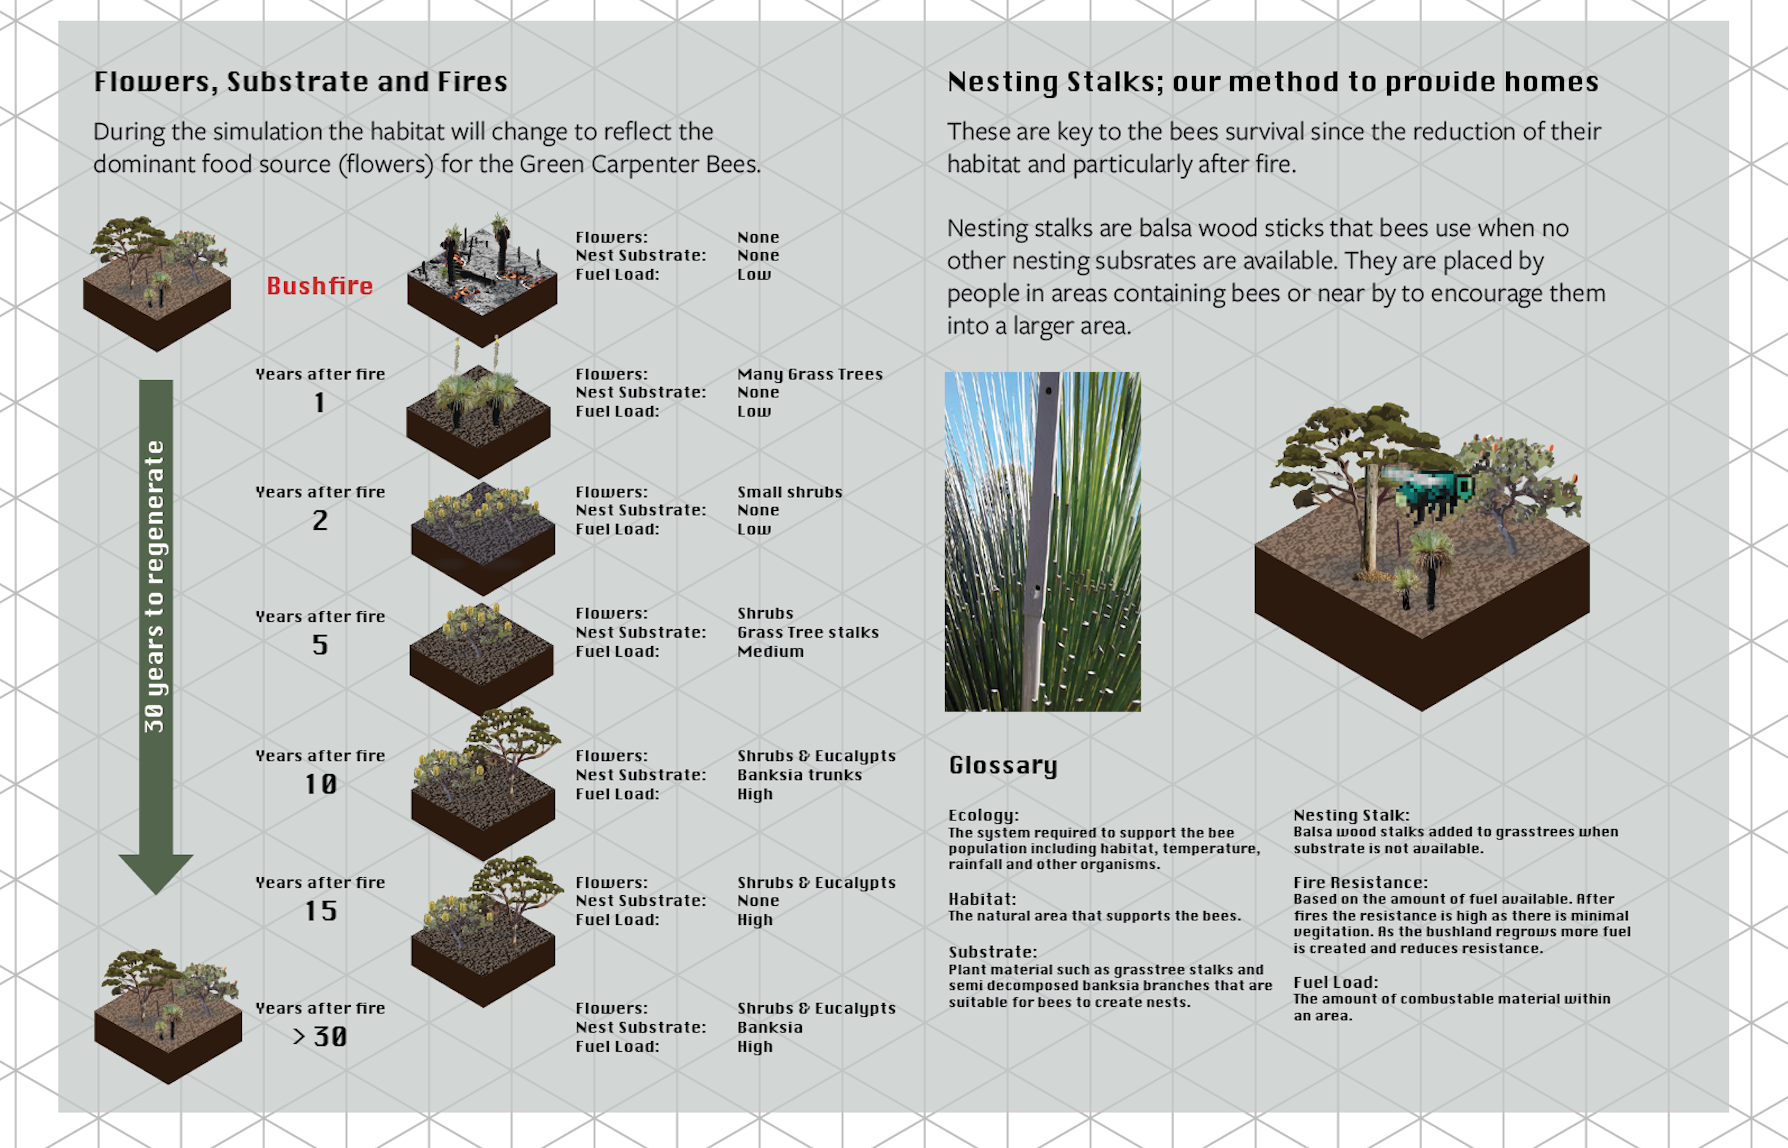 Flowers, Substrate and Fires
During the simulation the habitat will change to reflect the
dominant food source (flowers) for the Green Carpenter Bees.
Bushfire
Flowers: None
Nest Substrate: None
Fuel Load: Low
30 years to regenerate
Years after fire
1
Flowers: Many Grass Trees
Nest Substrate: None
Fuel Load: Low
Years after fire
2
Flowers: Small shrubs
Nest Substrate: None
Fuel Load: Low
Years after fire
5
Flowers: Shrubs
Nest Substrate: Grass Tree stalks
Fuel Load: Medium
Years after fire
10
Flowers: Shrubs & Eucalypts
Nest Substrate: Banksia trunks
Fuel Load: High
Years after fire
15
Flowers: Shrubs & Eucalypts
Nest Substrate: None
Fuel Load: High
Years after fire
> 30
Flowers: Shrubs & Eucalypts
Nest Substrate: Banksia
Fuel Load: High
Nesting Stalks; our method to provide homes
These are key to the bees survival since the reduction of their
habitat and particularly after fire.
Nesting stalks are balsa wood sticks that bees use when no
other nesting subsrates are available. They are placed by
people in areas containing bees or near by to encourage them
into a larger area.
Glossary
Ecology:
The system required to support the bee
population including habitat, temperature,
rainfall and other organisms.
Habitat:
The natural area that supports the bees.
Substrate:
Plant material such as grasstree stalks and
semi decomposed banksia branches that are
suitable for bees to create nests.
Nesting Stalk:
Balsa wood stalks added to grasstrees when
substrate is not available.
Fire Resistance:
Based on the amount of fuel available. After
fires the resistance is high as there is minimal
vegitation. As the bushland regrows more fuel
is created and reduces resistance.
Fuel Load:
The amount of combustable material within
an area.